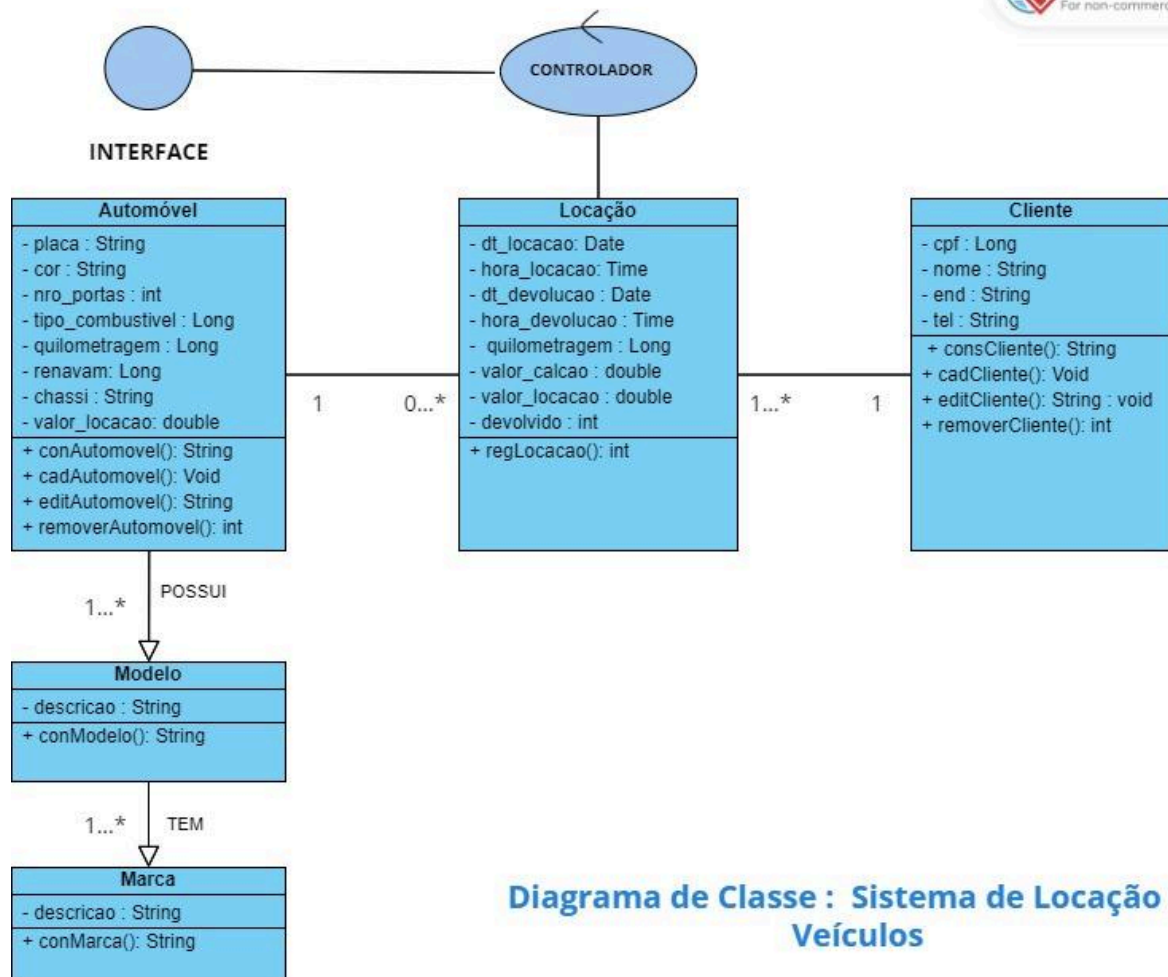 For non-commerc
CONTROLADOR
INTERFACE
Automóvel
- placa : String
- cor : String
- nro_portas : int
- tipo_combustivel : Long
- quilometragem : Long
- renavam: Long
- chassi : String
- valor_locacao: double
+ conAutomovel(): String
+ cadAutomovel(): Void
+ editAutomovel(): String
+ removerAutomovel(): int
1
0...*
Locação
- dt_locacao: Date
- hora_locacao: Time
- dt_devolucao : Date
- hora_devolucao : Time
- quilometragem : Long
- valor_calcao : double
- valor_locacao : double
- devolvido : int
+ regLocacao(): int
1...*
1
Cliente
- cpf : Long
- nome : String
- end : String
- tel : String
+ consCliente(): String
+ cadCliente(): Void
+ editCliente(): String : void
+ removerCliente(): int
POSSUI
1...*
Modelo
- descricao : String
+ conModelo(): String
1...*
TEM
Marca
- descricao : String
+ conMarca(): String
Diagrama de Classe : Sistema de Locação
Veículos